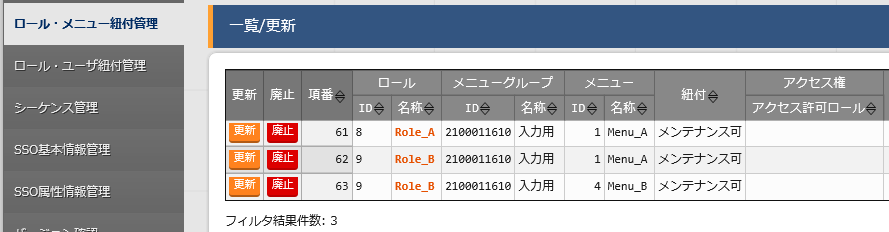 ロール・メニュー紐付管理
ロール・ユーザ紐付管理
シーケンス管理
SSO基本情報管理
SSO属性情報管理
バージョン確認
一覧/更新
更新 廃止 項番 ロール メニューグループ メニュー 紐付 アクセス権
ID 名称 ID 名称 ID 名称 アクセス許可ロール
更新 廃止 61 8 Role_A 2100011610 入力用 1 Menu_A メンテナンス可
更新 廃止 62 9 Role_B 2100011610 入力用 1 Menu_A メンテナンス可
更新 廃止 63 9 Role_B 2100011610 入力用 4 Menu_B メンテナンス可
フィルタ結果件数: 3